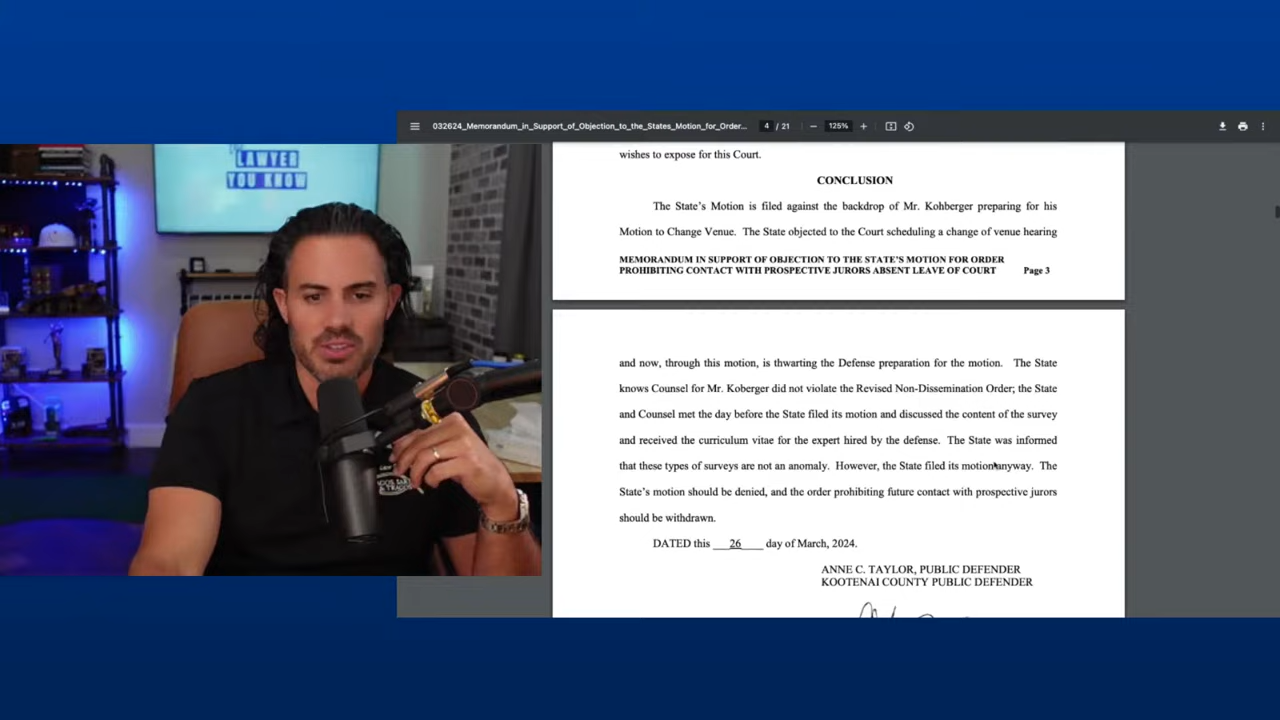 LAWYER
YOU KNOW
032624_Memorandum_in_Support_of_Objection_to_the_States_Motion_for_Order...
4 / 21
125%
wishes to expose for this Court.
CONCLUSION
The State's Motion is filed against the backdrop of Mr. Kohberger preparing for his
Motion to Change Venue. The State objected to the Court scheduling a change of venue hearing
MEMORANDUM IN SUPPORT OF OBJECTION TO THE STATE'S MOTION FOR ORDER
PROHIBITING CONTACT WITH PROSPECTIVE JURORS ABSENT LEAVE OF COURT Page 3
and now, through this motion, is thwarting the Defense preparation for the motion. The State
knows Counsel for Mr. Koberger did not violate the Revised Non-Dissemination Order; the State
and Counsel met the day before the State filed its motion and discussed the content of the survey
and received the curriculum vitae for the expert hired by the defense. The State was informed
that these types of surveys are not an anomaly. However, the State filed its motion anyway. The
State's motion should be denied, and the order prohibiting future contact with prospective jurors
should be withdrawn.
DATED this 26 day of March, 2024.
ANNE C. TAYLOR, PUBLIC DEFENDER
KOOTENAI COUNTY PUBLIC DEFENDER